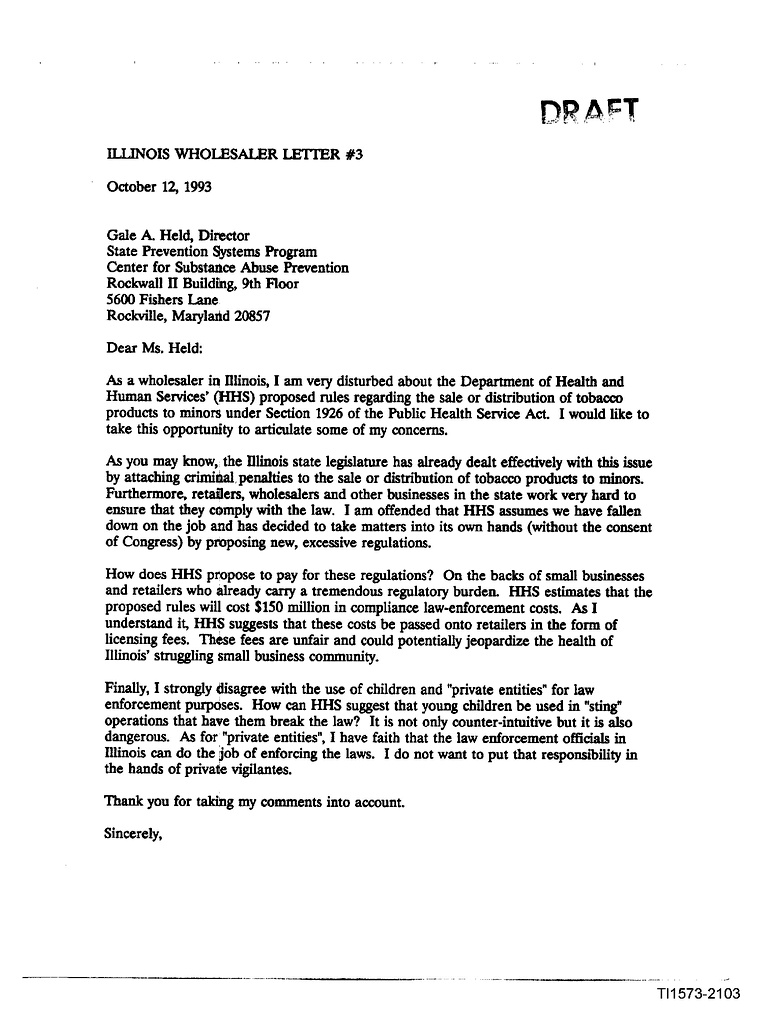 DRAFT
ILLINOIS WHOLESALER LETTER #3
October 12, 1993
Gale A. Held, Director
State Prevention Systems Program
Center for Substance Abuse Prevention
Rockwall II Building, 9th Floor
5600 Fishers Lane
Rockville, Maryland 20857
Dear Ms. Held:
As a wholesaler in Illinois, I am very disturbed about the Department of Health and
Human Services' (HHS) proposed rules regarding the sale or distribution of tobacco
products to minors under Section 1926 of the Public Health Service Act. I would like to
take this opportunity to articulate some of my concerns.
As you may know, the Illinois state legislature has already dealt effectively with this issue
by attaching criminal penalties to the sale or distribution of tobacco products to minors.
Furthermore, retailers, wholesalers and other businesses in the state work very hard to
ensure that they comply with the law. I am offended that HHS assumes we have fallen
down on the job and has decided to take matters into its own hands (without the consent
of Congress) by proposing new, excessive regulations.
How does HHS propose to pay for these regulations? On the backs of small businesses
and retailers who already carry a tremendous regulatory burden. HHS estimates that the
proposed rules will cost $150 million in compliance law-enforcement costs. As I
understand it, HHS suggests that these costs be passed onto retailers in the form of
licensing fees. These fees are unfair and could potentially jeopardize the health of
Illinois' struggling small business community.
Finally, I strongly disagree with the use of children and "private entities" for law
enforcement purposes. How can HHS suggest that young children be used in "sting"
operations that have them break the law? It is not only counter-intuitive but it is also
dangerous. As for "private entities", I have faith that the law enforcement officials in
Illinois can do the job of enforcing the laws. I do not want to put that responsibility in
the hands of private vigilantes.
Thank you for taking my comments into account.
Sincerely,
TI1573-2103